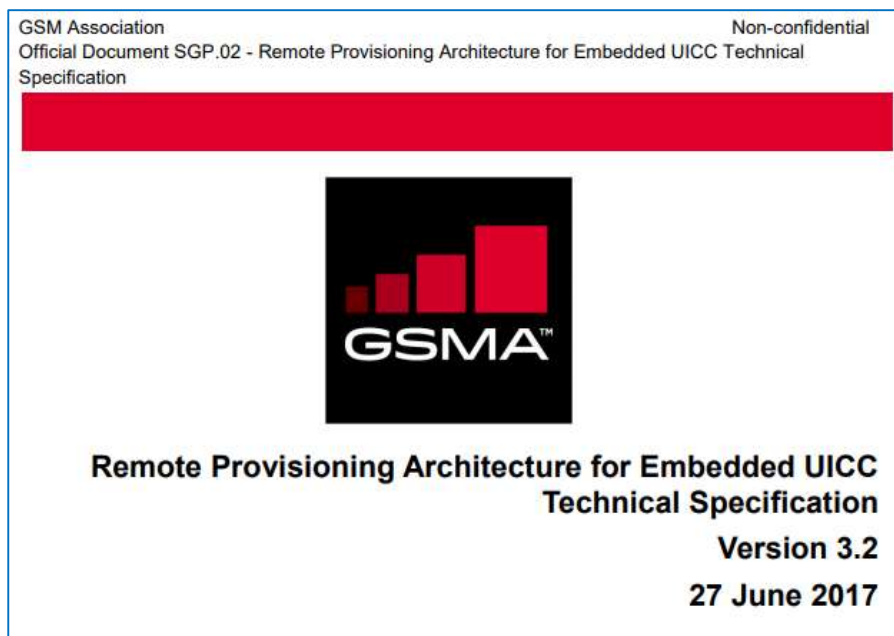 GSM Association Non-confidential
Official Document SGP.02 - Remote Provisioning Architecture for Embedded UICC Technical
Specification
GSMA™
Remote Provisioning Architecture for Embedded UICC
Technical Specification
Version 3.2
27 June 2017